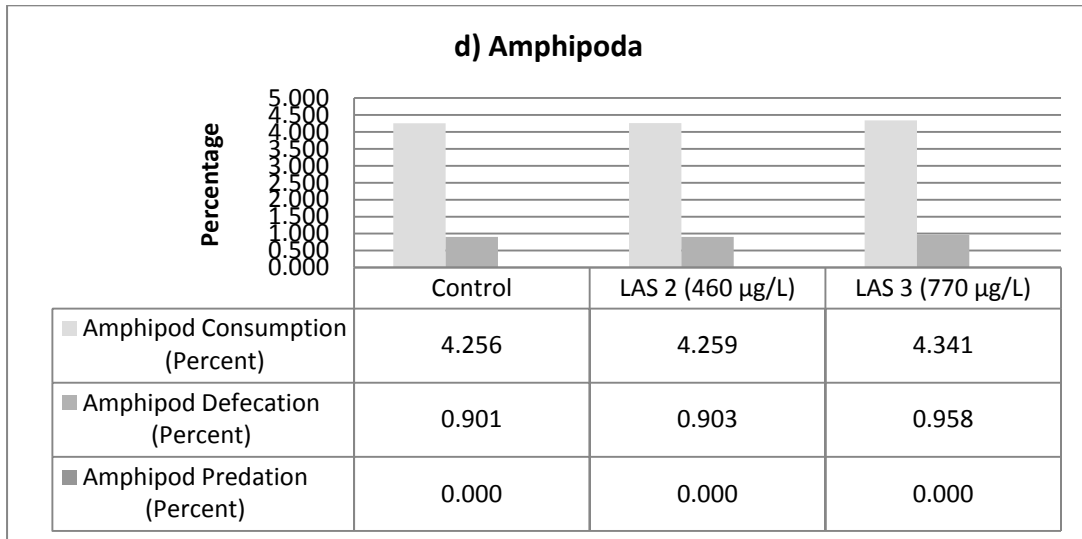 d) Amphipoda
Percentage
5.000
4.500
4.000
3.500
3.000
2.500
2.000
1.500
1.000
0.500
0.000
Control LAS 2 (460 µg/L) LAS 3 (770 µg/L)
Amphipod Consumption
(Percent)
4.256 4.259 4.341
Amphipod Defecation
(Percent)
0.901 0.903 0.958
Amphipod Predation
(Percent)
0.000 0.000 0.000